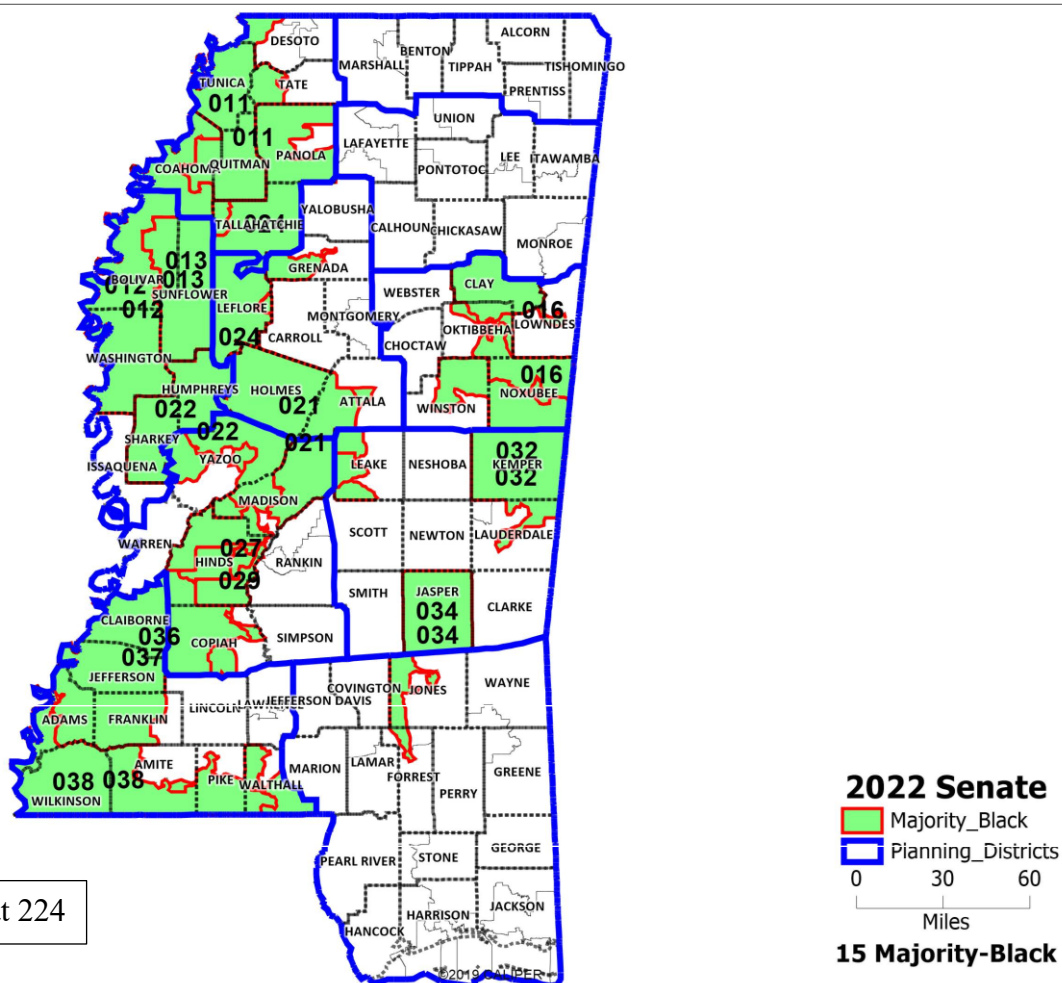 DESOTO
ALCORN
BENTON
MARSHALL
TIPPAH
TISHOMINGO
TUNICA
TATE
PRENTISS
011
UNION
011
LAFAYETTE
PANOLA
LEE
ITAWAMBA
COAHOMA
QUITMAN
PONTOTOC
YALOBUSHA
TALLAHATCHIE
024
CALHOUN
CHICKASAW
MONROE
013
GRENADA
BOLIVAR
013
CLAY
012
SUNFLOWER
WEBSTER
LEFLORE
012
MONTGOMERY
016
OKTIBBEHA
LOWNDES
024
CARROLL
CHOCTAW
WASHINGTON
016
HUMPHREYS
HOLMES
NOXUBEE
022
021
ATTALA
WINSTON
022
SHARKEY
021
032
YAZOO
LEAKE
NESHOBA
KEMPER
ISSAQUENA
032
MADISON
SCOTT
NEWTON
LAUDERDALE
WARREN
027
HINDS
RANKIN
029
SMITH
JASPER
CLARKE
034
CLAIBORNE
036
COPIAH
SIMPSON
034
037
JEFFERSON
COVINGTON
JONES
WAYNE
LINCOLN
LAWRENCE
JEFFERSON DAVIS
ADAMS
FRANKLIN
AMITE
MARION
LAMAR
FORREST
GREENE
038
038
PIKE
WALTHALL
PERRY
WILKINSON
2022 Senate
Majority_Black
GEORGE
Planning_Districts
PEARL RIVER
STONE
0 30 60
t 224
JACKSON
HARRISON
Miles
HANCOCK
15 Majority-Black
©2019 CALIPER